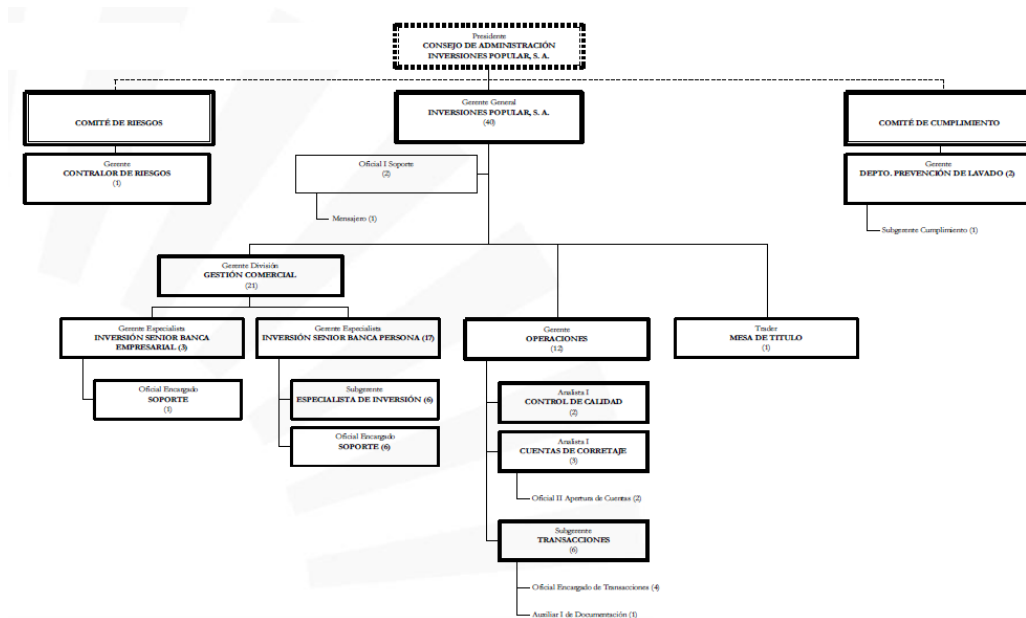 Presidente
CONSEJO DE ADMINISTRACIÓN
INVERSIONES POPULAR, S. A.
COMITÉ DE RIESGOS
Gerente General
INVERSIONES POPULAR, S. A.
(40)
COMITÉ DE CUMPLIMIENTO
Gerente
CONTRALOR DE RIESGOS
(1)
Oficial I Soporte
(2)
Mensajero (1)
Gerente
DEPTO. PREVENCIÓN DE LAVADO (2)
Subgerente Cumplimiento (1)
Gerente División
GESTIÓN COMERCIAL
(21)
Gerente Especialista
INVERSIÓN SENIOR BANCA
EMPRESARIAL (3)
Gerente Especialista
INVERSIÓN SENIOR BANCA PERSONA (17)
Gerente
OPERACIONES
(12)
Trader
MESA DE TITULO
(1)
Oficial Encargado
SOPORTE
(1)
Subgerente
ESPECIALISTA DE INVERSIÓN (6)
Oficial Encargado
SOPORTE (6)
Analista I
CONTROL DE CALIDAD
(2)
Analista I
CUENTAS DE CORRETAJE
(3)
Oficial II Apertura de Cuentas (2)
Subgerente
TRANSACCIONES
(6)
Oficial Encargado de Transacciones (4)
Auxiliar I de Documentación (1)